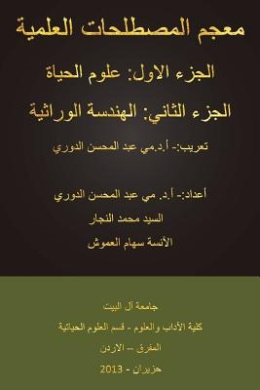 معجم المصطلحات العلمية
الجزء الاول: علوم الحياة
الجزء الثاني: الهندسة الوراثية
تعريب:- أ.د.مي عبد المحسن الدوري
أعداد:- أ.د. مي عبد المحسن الدوري
السيد محمد النجار
الآنسة سهام العموش
جامعة آل البيت
كلية الآداب والعلوم - قسم العلوم الحياتية
المفرق – الاردن
حزيران - 2013